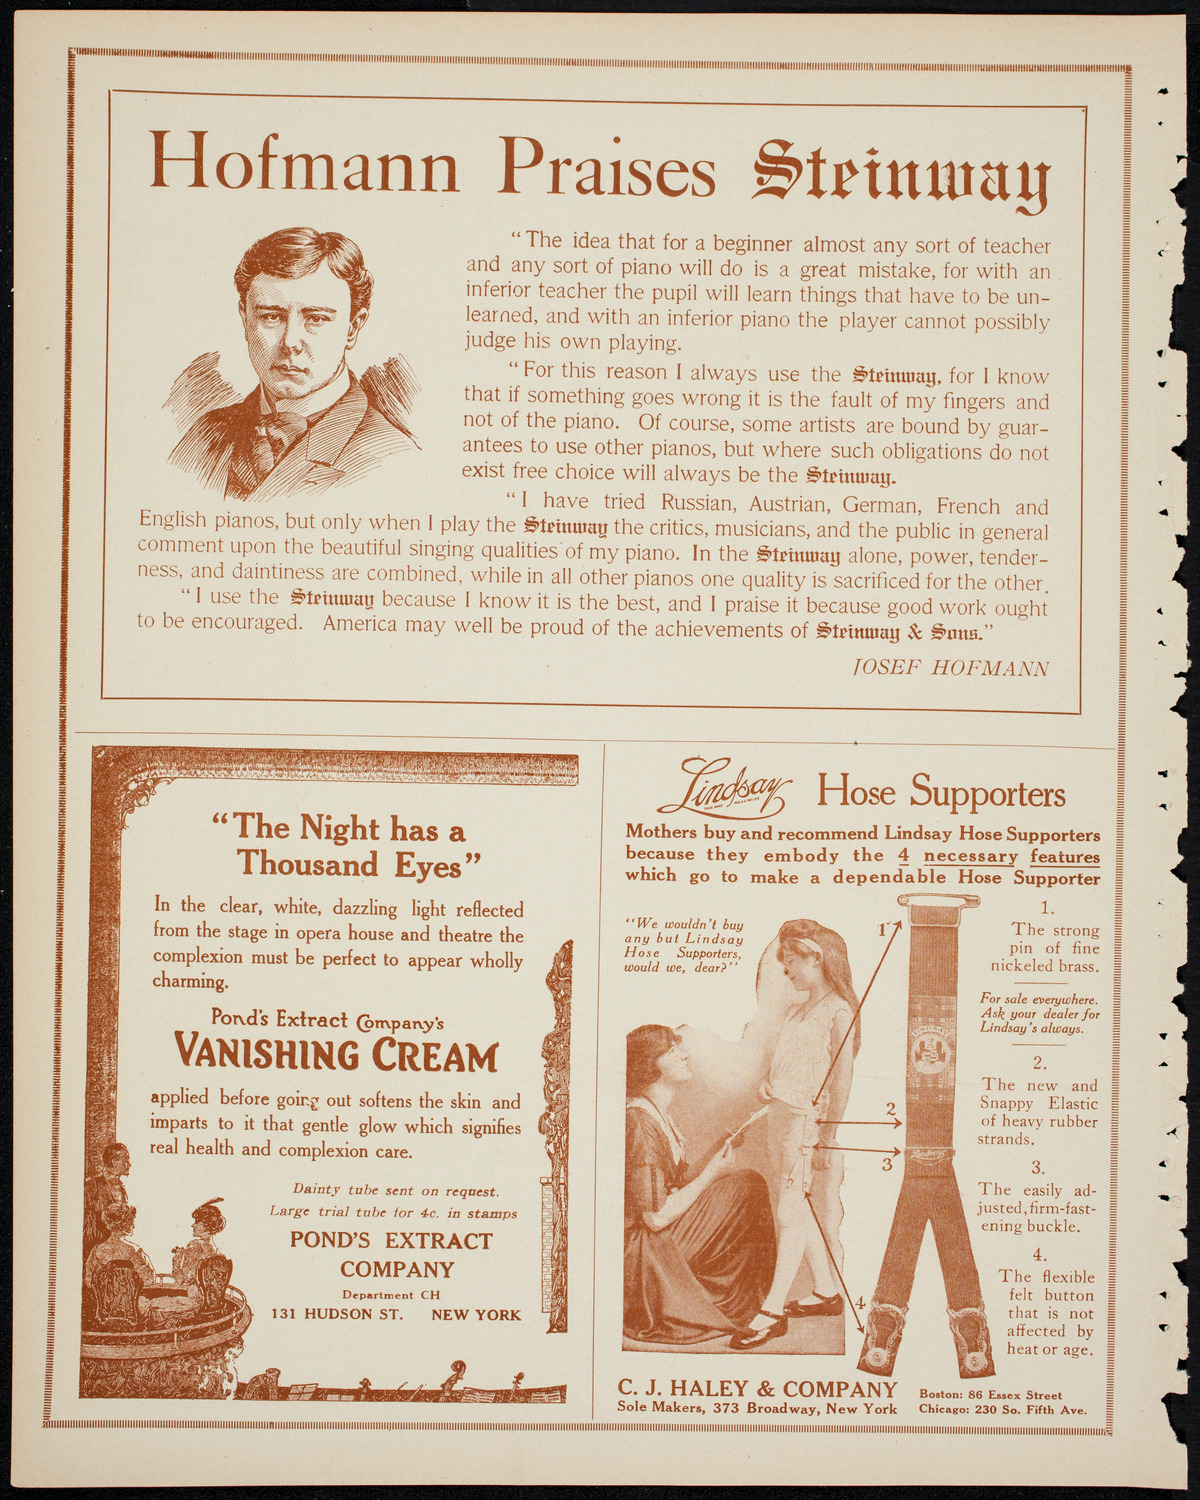 Hofmann Praises Steinway
“The idea that for a beginner almost any sort of teacher
and any sort of piano will do is a great mistake, for with an
inferior teacher the pupil will learn things that have to be un-
learned, and with an inferior piano the player cannot possibly
judge his own playing.
“For this reason I always use the Steinway, for I know
that if something goes wrong it is the fault of my fingers and
not of the piano. Of course, some artists are bound by guar-
antees to use other pianos, but where such obligations do not
exist free choice will always be the Steinway.
“I have tried Russian, Austrian, German, French and
English pianos, but only when I play the Steinway the critics, musicians, and the public in general
comment upon the beautiful singing qualities of my piano. In the Steinway alone, power, tender-
ness, and daintiness are combined, while in all other pianos one quality is sacrificed for the other.
“I use the Steinway because I know it is the best, and I praise it because good work ought
to be encouraged. America may well be proud of the achievements of Steinway & Sons.”
JOSEF HOFMANN
“The Night has a
Thousand Eyes”
In the clear, white, dazzling light reflected
from the stage in opera house and theatre the
complexion must be perfect to appear wholly
charming.
Pond's Extract Company's
VANISHING CREAM
applied before going out softens the skin and
imparts to it that gentle glow which signifies
real health and complexion care.
Dainty tube sent on request.
Large trial tube for 4c. in stamps
POND'S EXTRACT
COMPANY
Department CH
131 HUDSON ST. NEW YORK
Lindsay Hose Supporters
Mothers buy and recommend Lindsay Hose Supporters
because they embody the 4 necessary features
which go to make a dependable Hose Supporter
“We wouldn't buy
any but Lindsay
Hose Supporters,
would we, dear?”
1
2
3
4
LINDSAY
Lindsay
1.
The strong
pin of fine
nickeled brass.
For sale everywhere.
Ask your dealer for
Lindsay's always.
2.
The new and
Snappy Elastic
of heavy rubber
strands.
3.
The easily ad-
justed, firm-fast-
ening buckle.
4.
The flexible
felt button
that is not
affected by
heat or age.
C. J. HALEY & COMPANY
Sole Makers, 373 Broadway, New York
Boston: 86 Essex Street
Chicago: 230 So. Fifth Ave.